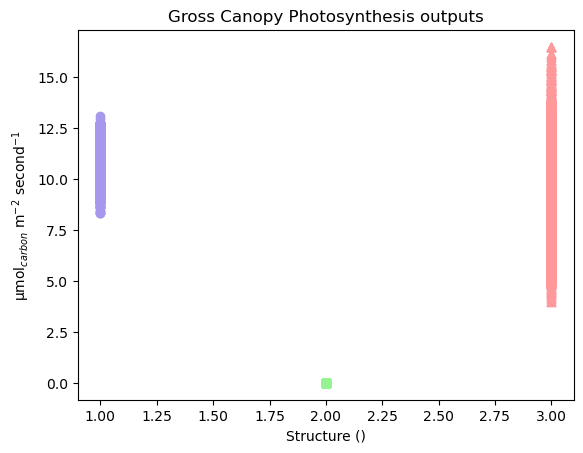 Gross Canopy Photosynthesis outputs
15.0
12.5
10.0
7.5
5.0
2.5
0.0
μmol_carbon m⁻² second⁻¹
1.00 1.25 1.50 1.75 2.00 2.25 2.50 2.75 3.00
Structure ()